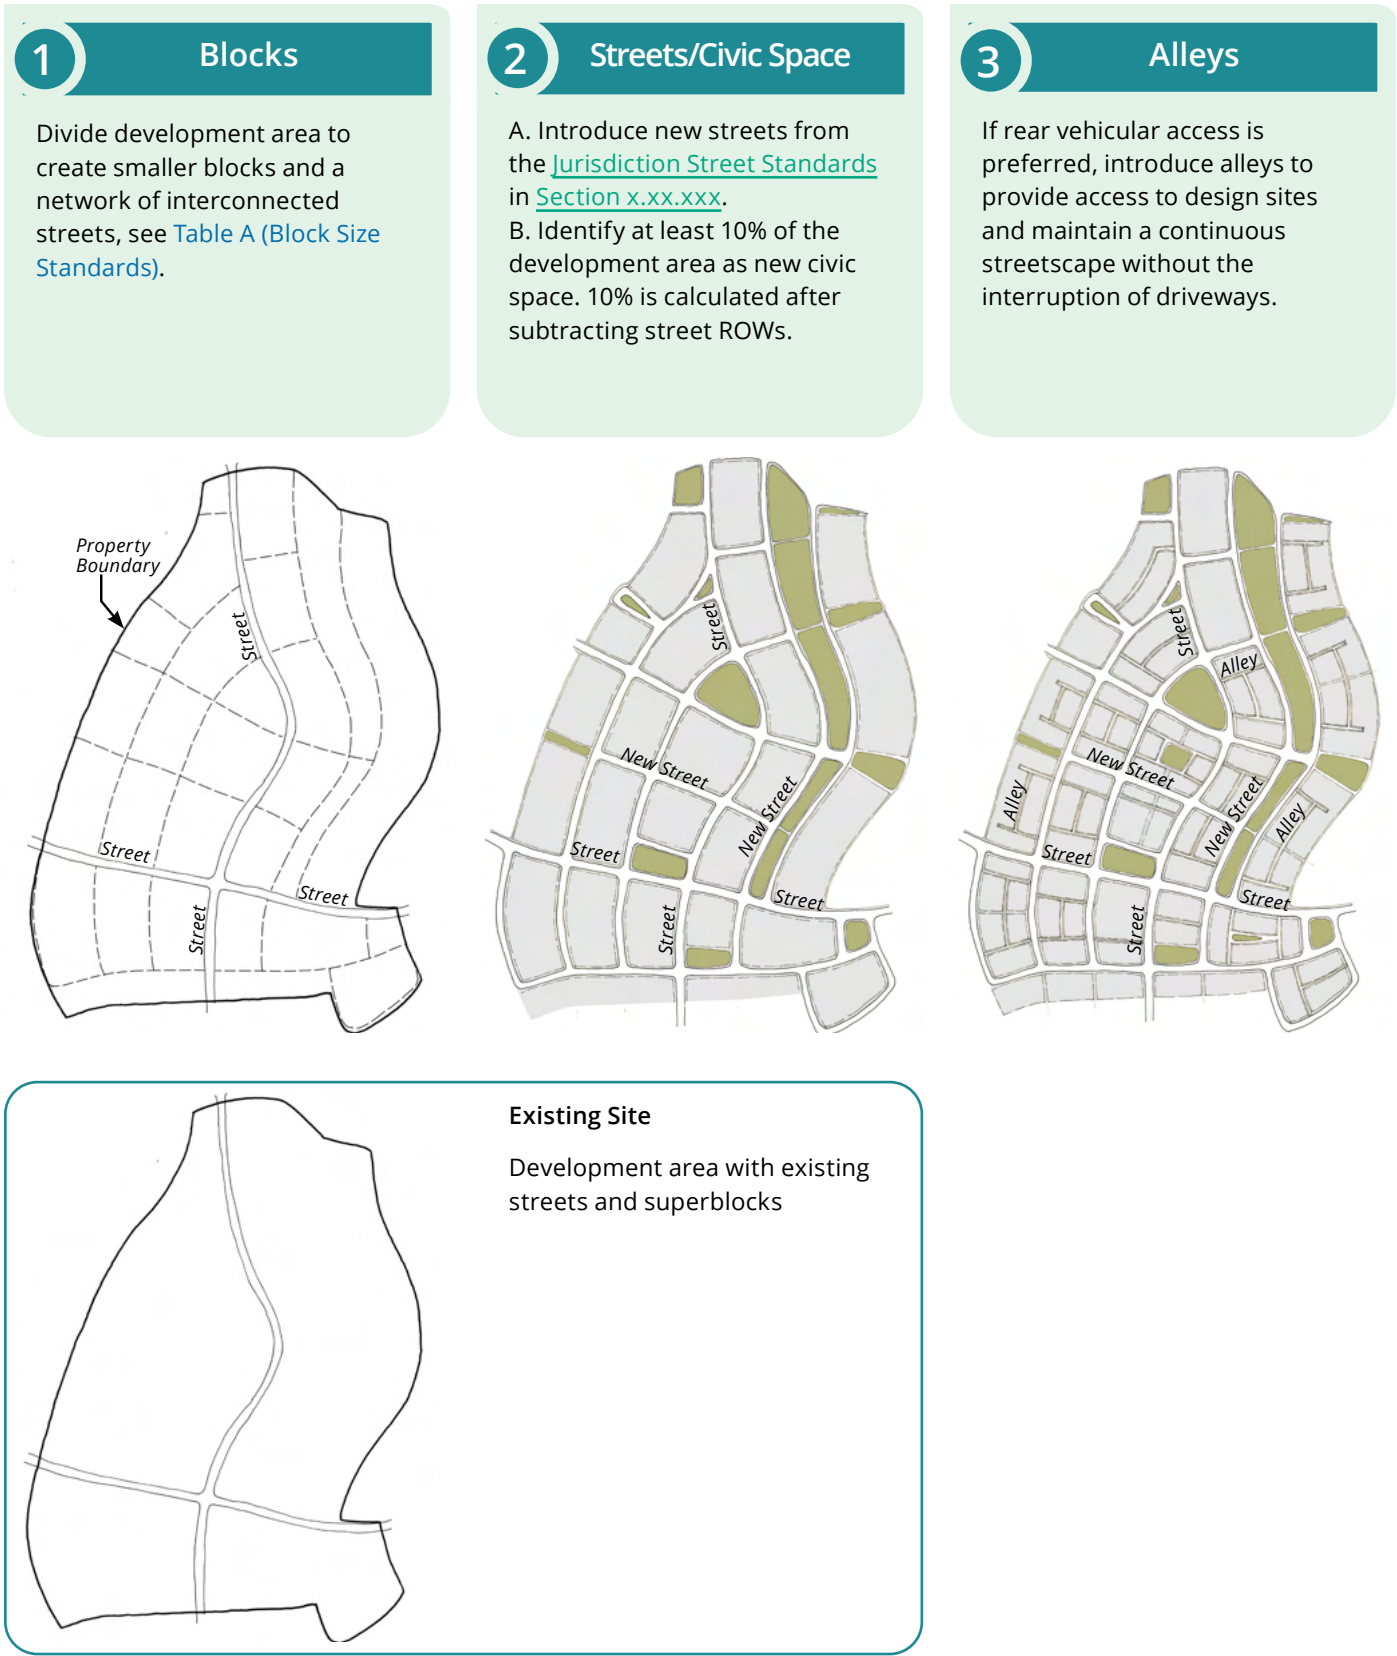 1
Blocks
Divide development area to
create smaller blocks and a
network of interconnected
streets, see Table A (Block Size
Standards).
2
Streets/Civic Space
A. Introduce new streets from
the Jurisdiction Street Standards
in Section x.xx.xxx.
B. Identify at least 10% of the
development area as new civic
space. 10% is calculated after
subtracting street ROWs.
3
Alleys
If rear vehicular access is
preferred, introduce alleys to
provide access to design sites
and maintain a continuous
streetscape without the
interruption of driveways.
Property
Boundary
Street
Street
Street
Street
Street
New Street
New Street
Street
Street
Street
Street
Alley
New Street
Alley
New Street
Alley
Street
Street
Street
Existing Site
Development area with existing
streets and superblocks